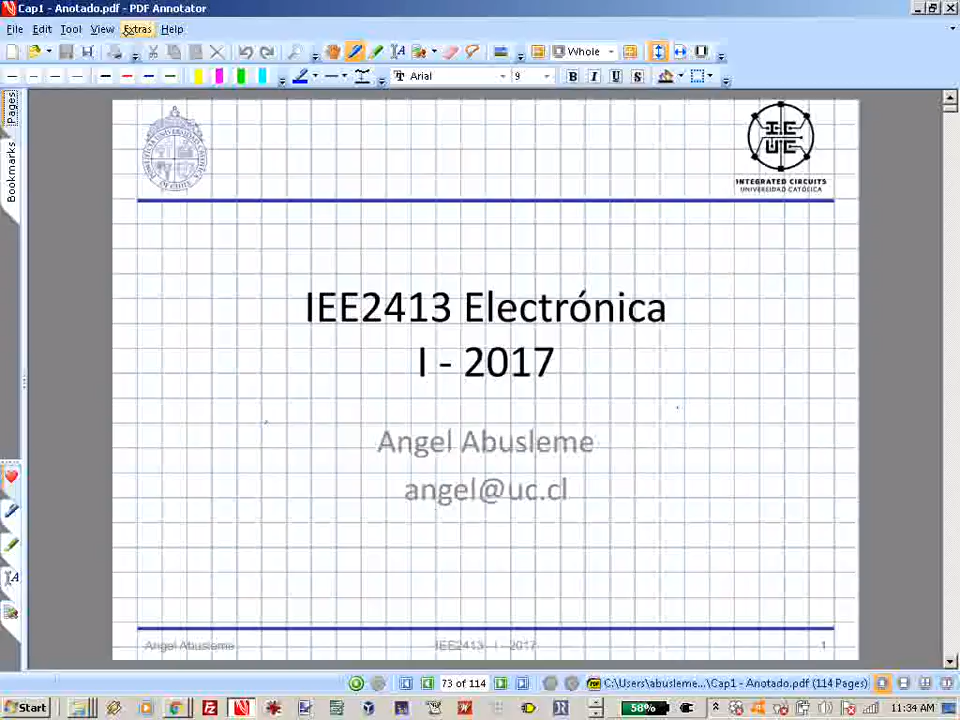 Cap1 - Anotado.pdf - PDF Annotator
File Edit Tool View Extras Help
Whole
Arial 9 B I U S
Pages
Bookmarks
INTEGRATED CIRCUITS
UNIVERSIDAD CATÓLICA
IEE2413 Electrónica
I - 2017
Angel Abusleme
angel@uc.cl
Angel Abusleme IEE2413 - I - 2017 1
73 of 114 C:\Users\abusleme...\Cap1 - Anotado.pdf (114 Pages)
Start 58% 11:34 AM